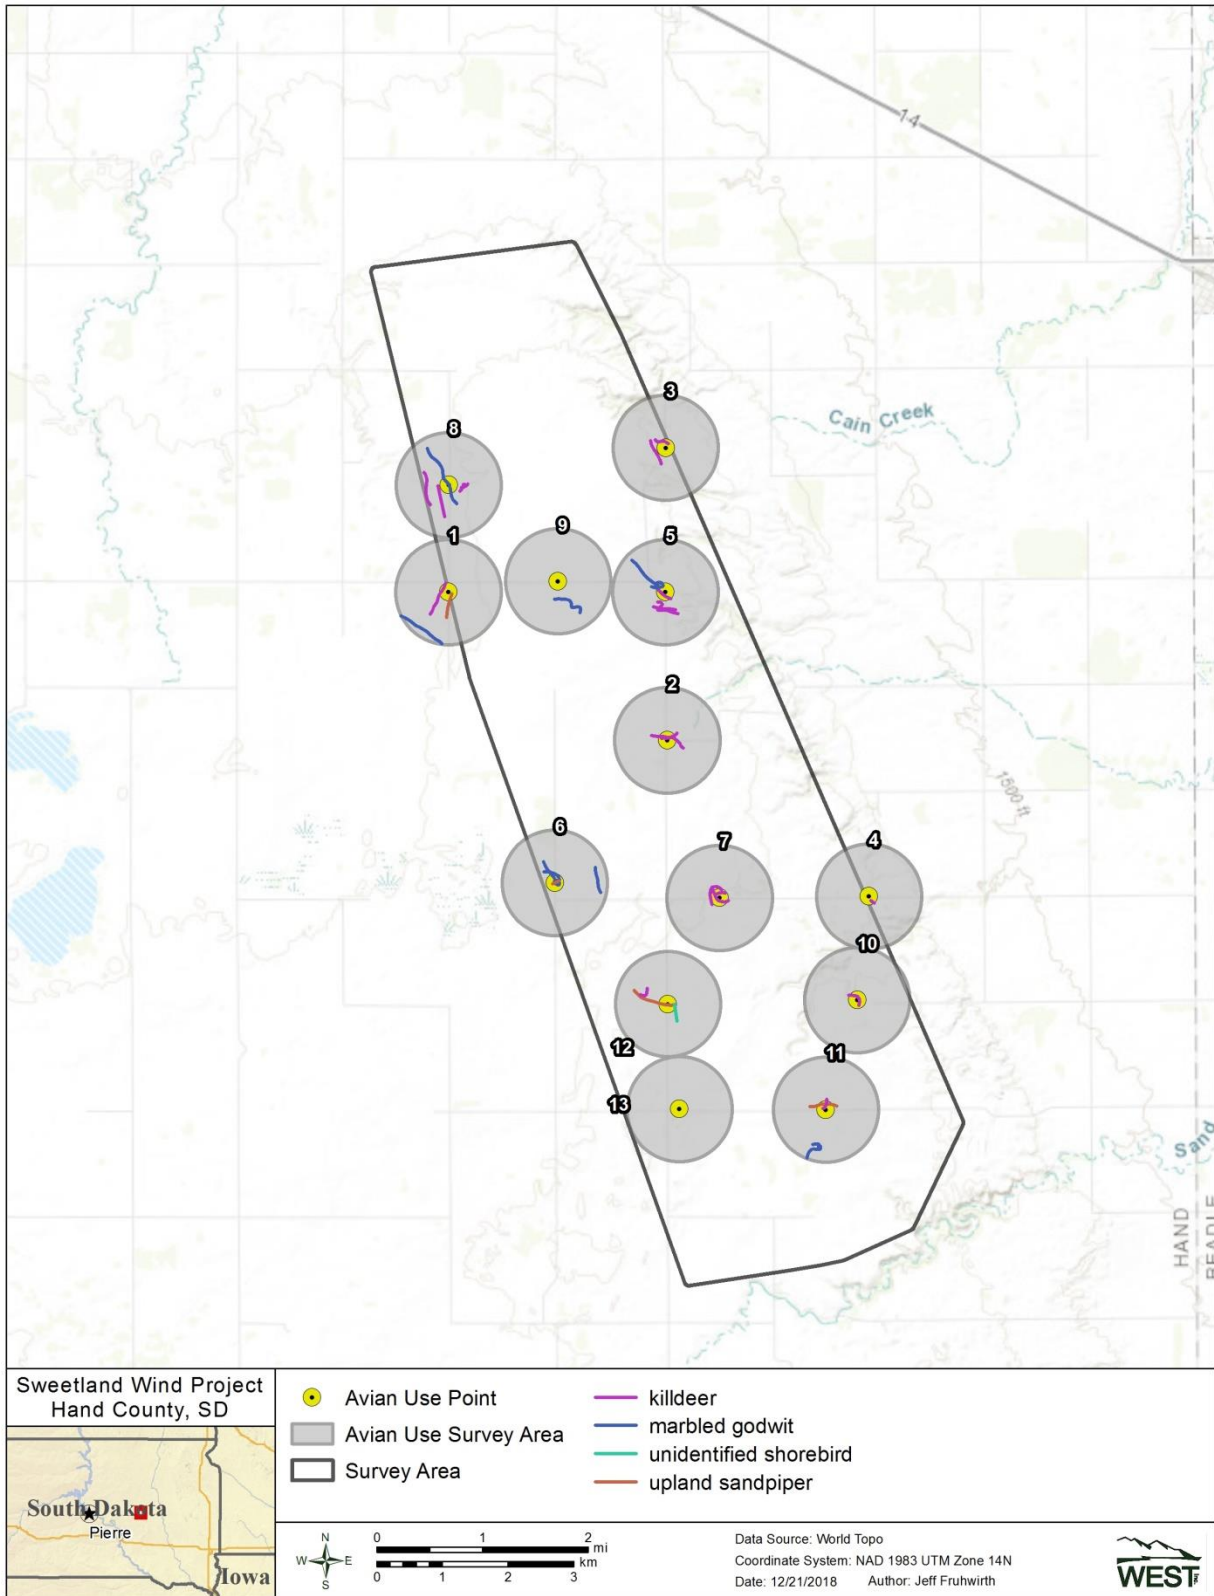 14
3
Cain Creek
8
9
5
1
2
1500 ft
6
7
4
10
12
11
13
Sand
HAND
BEADLE
Sweetland Wind Project
Hand County, SD
South Dakota
Pierre
Iowa
Avian Use Point
Avian Use Survey Area
Survey Area
killdeer
marbled godwit
unidentified shorebird
upland sandpiper
N
W E
S
0 1 2
mi
km
0 1 2 3
Data Source: World Topo
Coordinate System: NAD 1983 UTM Zone 14N
Date: 12/21/2018 Author: Jeff Fruhwirth
WEST